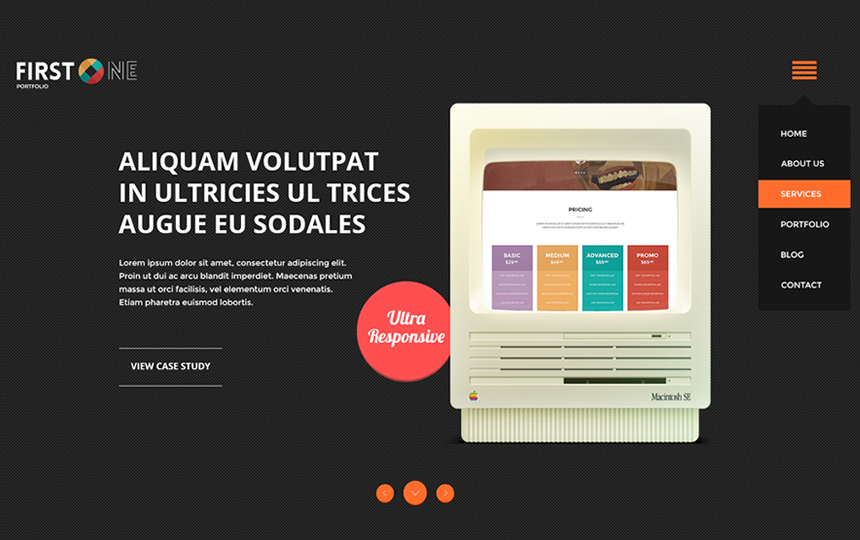 FIRST ONE
PORTFOLIO
HOME
ABOUT US
SERVICES
PORTFOLIO
BLOG
CONTACT
ALIQUAM VOLUTPAT
IN ULTRICIES UL TRICES
AUGUE EU SODALES
Lorem ipsum dolor sit amet, consectetur adipiscing elit.
Proin ut dui ac arcu blandit imperdiet. Maecenas pretium
massa ut orci facilisis, vel elementum orci venenatis.
Etiam pharetra euismod lobortis.
VIEW CASE STUDY
Ultra
Responsive
PRICING
BASIC
MEDIUM
ADVANCED
PROMO
Macintosh SE